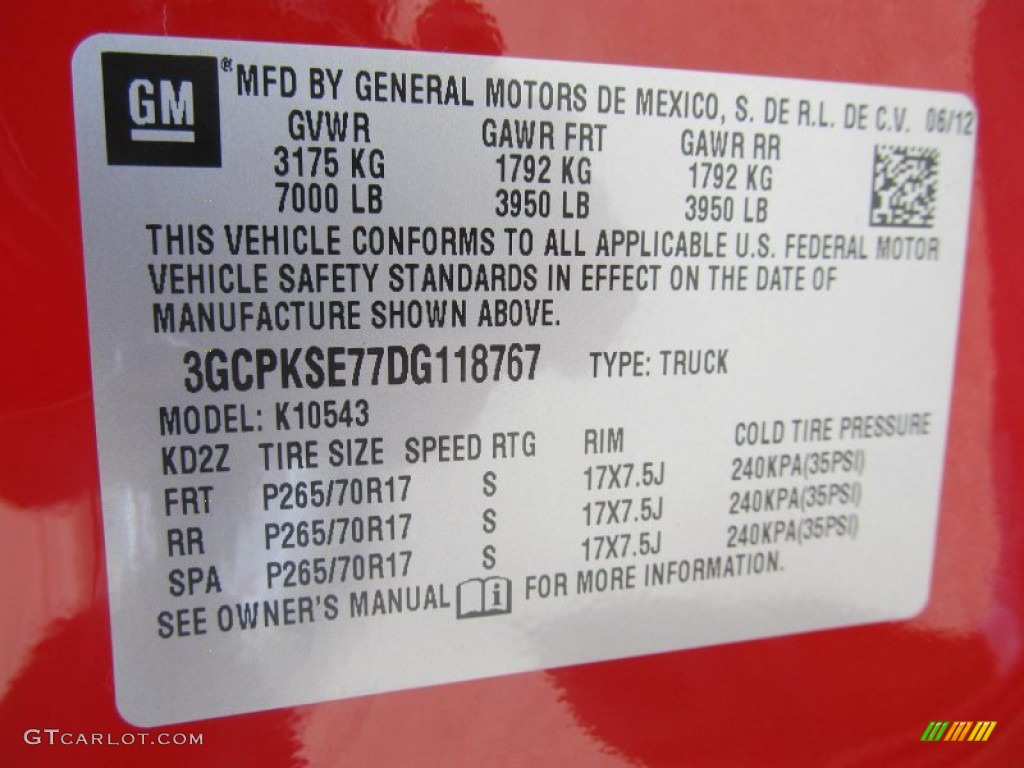 GM® MFD BY GENERAL MOTORS DE MEXICO, S. DE R.L. DE C.V. 06/12
GVWR GAWR FRT GAWR RR
3175 KG 1792 KG 1792 KG
7000 LB 3950 LB 3950 LB
THIS VEHICLE CONFORMS TO ALL APPLICABLE U.S. FEDERAL MOTOR
VEHICLE SAFETY STANDARDS IN EFFECT ON THE DATE OF
MANUFACTURE SHOWN ABOVE.
3GCPKSE77DG118767 TYPE: TRUCK
MODEL: K10543
KD2Z TIRE SIZE SPEED RTG RIM COLD TIRE PRESSURE
FRT P265/70R17 S 17X7.5J 240KPA(35PSI)
RR P265/70R17 S 17X7.5J 240KPA(35PSI)
SPA P265/70R17 S 17X7.5J 240KPA(35PSI)
SEE OWNER'S MANUAL i FOR MORE INFORMATION.
GTCARLOT.COM